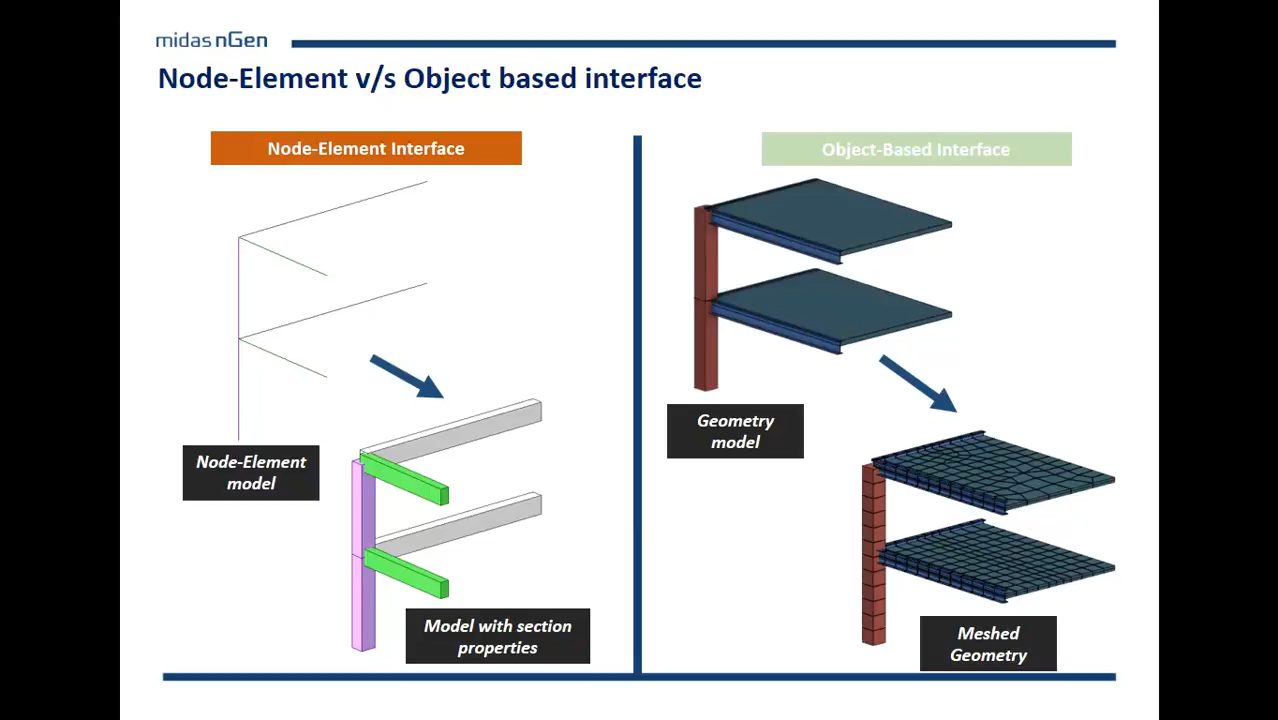 midas nGen
Node-Element v/s Object based interface
Node-Element Interface
Node-Element
model
Model with section
properties
Object-Based Interface
Geometry
model
Meshed
Geometry